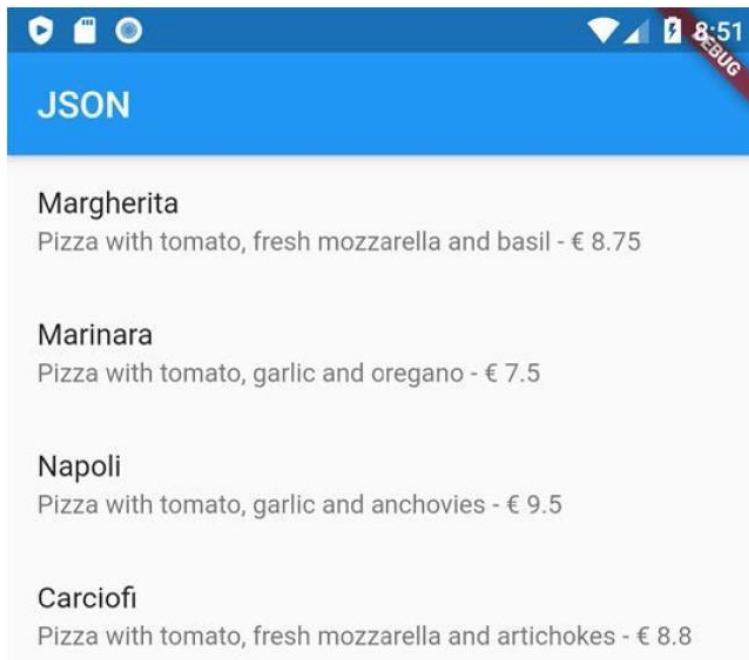 8:51
DEBUG
JSON
Margherita
Pizza with tomato, fresh mozzarella and basil - € 8.75
Marinara
Pizza with tomato, garlic and oregano - € 7.5
Napoli
Pizza with tomato, garlic and anchovies - € 9.5
Carciofi
Pizza with tomato, fresh mozzarella and artichokes - € 8.8